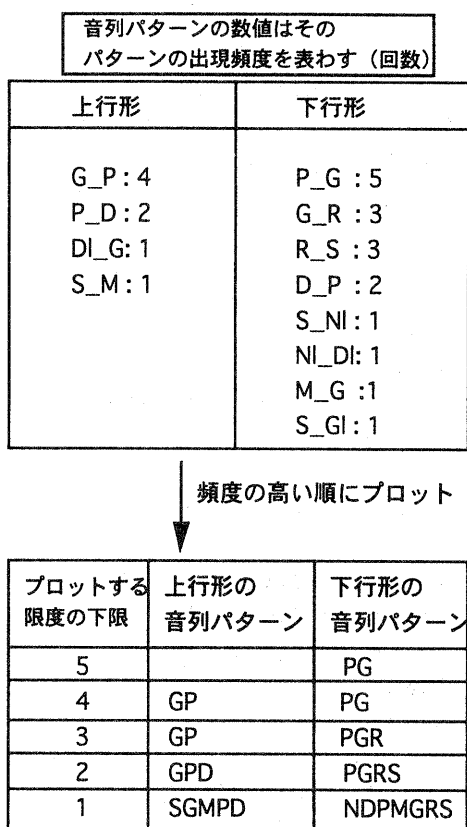 音列パターンの数値はその
パターンの出現頻度を表わす（回数）
上行形 下行形
G_P : 4 P_G : 5
P_D : 2 G_R : 3
Dl_G: 1 R_S : 3
S_M : 1 D_P : 2
S_Nl : 1
Nl_Dl: 1
M_G :1
S_Gl : 1
頻度の高い順にプロット
プロットする 上行形の 下行形の
限度の下限 音列パターン 音列パターン
5 PG
4 GP PG
3 GP PGR
2 GPD PGRS
1 SGMPD NDPMGRS